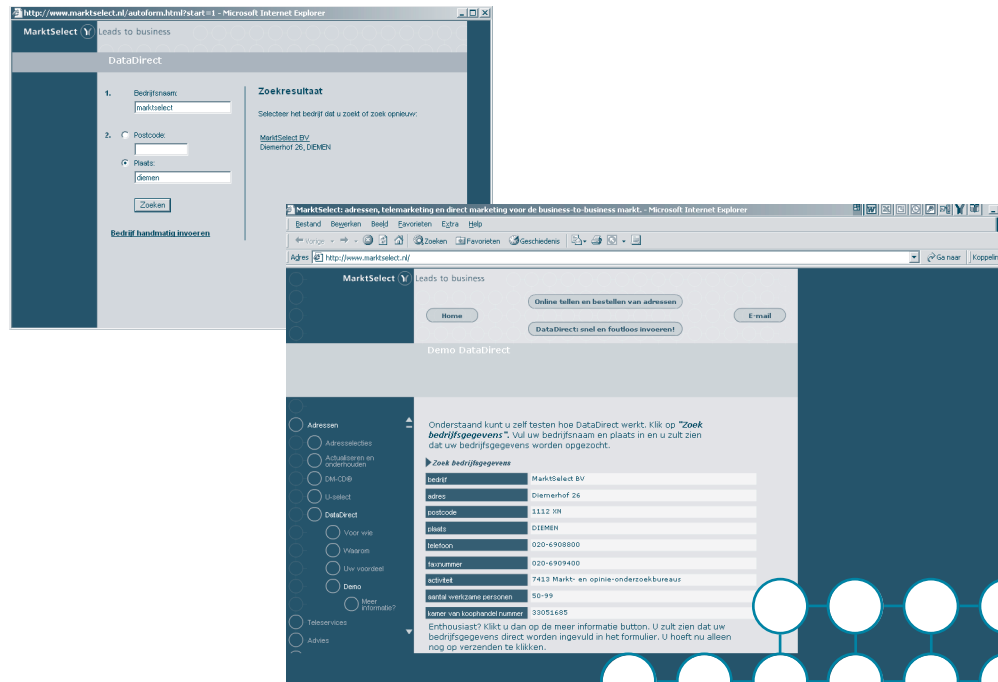 http://www.marktselect.nl/autoform.html?start=1 - Microsoft Internet Explorer
MarktSelect Leads to business
DataDirect
1. Bedrijfsnaam:
marktselect
2. Postcode:
Plaats:
diemen
Zoeken
Bedrijf handmatig invoeren
Zoekresultaat
Selecteer het bedrijf dat u zoekt of zoek opnieuw:
MarktSelect BV
Diemerhof 26, DIEMEN
MarktSelect: adressen, telemarketing en direct marketing voor de business-to-business markt. - Microsoft Internet Explorer
Bestand Bewerken Beeld Favorieten Extra Help
Vorige Zoeken Favorieten Geschiedenis
Adres http://www.marktselect.nl/ Ga naar Koppelin
MarktSelect Leads to business
Online tellen en bestellen van adressen
Home E-mail
DataDirect: snel en foutloos invoeren!
Demo DataDirect
Adressen
Adresselecties
Actualiseren en
onderhouden
DM-CD®
U-select
DataDirect
Voor wie
Waarom
Uw voordeel
Demo
Meer
informatie?
Teleservices
Advies
Onderstaand kunt u zelf testen hoe DataDirect werkt. Klik op "Zoek
bedrijfsgegevens". Vul uw bedrijfsnaam en plaats in en u zult zien
dat uw bedrijfsgegevens worden opgezocht.
Zoek bedrijfsgegevens
bedrijf MarktSelect BV
adres Diemerhof 26
postcode 1112 XN
plaats DIEMEN
telefoon 020-6908800
faxnummer 020-6909400
activiteit 7413 Markt- en opinie-onderzoekbureaus
aantal werkzame personen 50-99
kamer van koophandel nummer 33051685
Enthousiast? Klikt u dan op de meer informatie button. U zult zien dat uw
bedrijfsgegevens direct worden ingevuld in het formulier. U hoeft nu alleen
nog op verzenden te klikken.